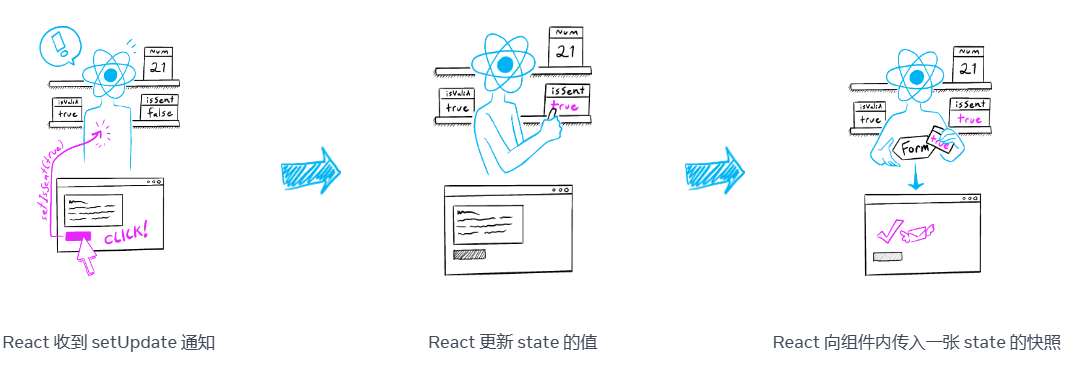 !
Num
21
isValid
true
isSent
false
setIsSent(true)
CLICK!
React 收到 setUpdate 通知
Num
21
isValid
true
isSent
true
React 更新 state 的值
Num
21
isValid
true
isSent
true
Form
true
React 向组件内传入一张 state 的快照